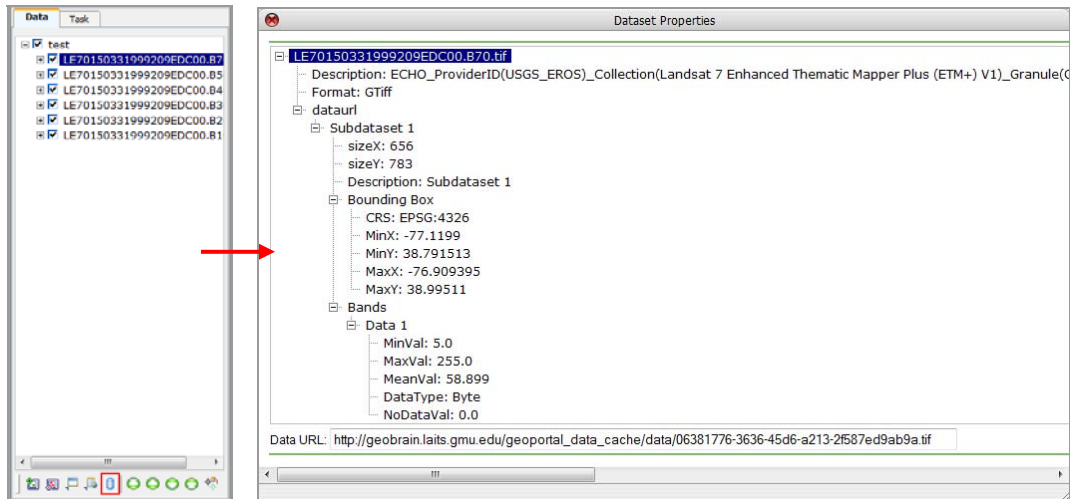 Data Task
test
LE70150331999209EDC00.B7
LE70150331999209EDC00.B5
LE70150331999209EDC00.B4
LE70150331999209EDC00.B3
LE70150331999209EDC00.B2
LE70150331999209EDC00.B1
Dataset Properties
LE70150331999209EDC00.B70.tif
Description: ECHO_ProviderID(USGS_EROS)_Collection(Landsat 7 Enhanced Thematic Mapper Plus (ETM+) V1)_Granule(
Format: GTiff
dataurl
Subdataset 1
sizeX: 656
sizeY: 783
Description: Subdataset 1
Bounding Box
CRS: EPSG:4326
MinX: -77.1199
MinY: 38.791513
MaxX: -76.909395
MaxY: 38.99511
Bands
Data 1
MinVal: 5.0
MaxVal: 255.0
MeanVal: 58.899
DataType: Byte
NoDataVal: 0.0
Data URL: http://geobrain.laits.gmu.edu/geoportal_data_cache/data/06381776-3636-45d6-a213-2f587ed9ab9a.tif